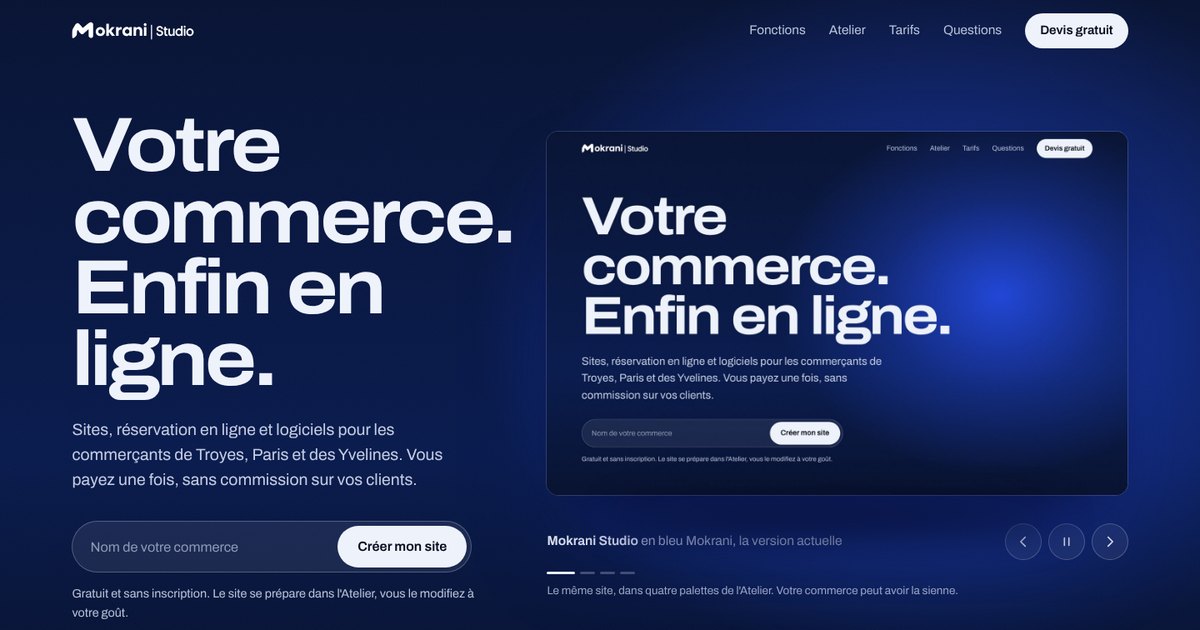 Mokrani | Studio
Fonctions
Atelier
Tarifs
Questions
Devis gratuit
Votre
commerce.
Enfin en
ligne.
Sites, réservation en ligne et logiciels pour les
commerçants de Troyes, Paris et des Yvelines. Vous
payez une fois, sans commission sur vos clients.
Nom de votre commerce
Créer mon site
Gratuit et sans inscription. Le site se prépare dans l'Atelier, vous le modifiez à
votre goût.
Mokrani | Studio
Fonctions
Atelier
Tarifs
Questions
Devis gratuit
Votre
commerce.
Enfin en ligne.
Sites, réservation en ligne et logiciels pour les commerçants de
Troyes, Paris et des Yvelines. Vous payez une fois, sans
commission sur vos clients.
Nom de votre commerce
Créer mon site
Gratuit et sans inscription. Le site se prépare dans l'Atelier, vous le modifiez à votre goût.
Mokrani Studio en bleu Mokrani, la version actuelle
Le même site, dans quatre palettes de l'Atelier. Votre commerce peut avoir la sienne.